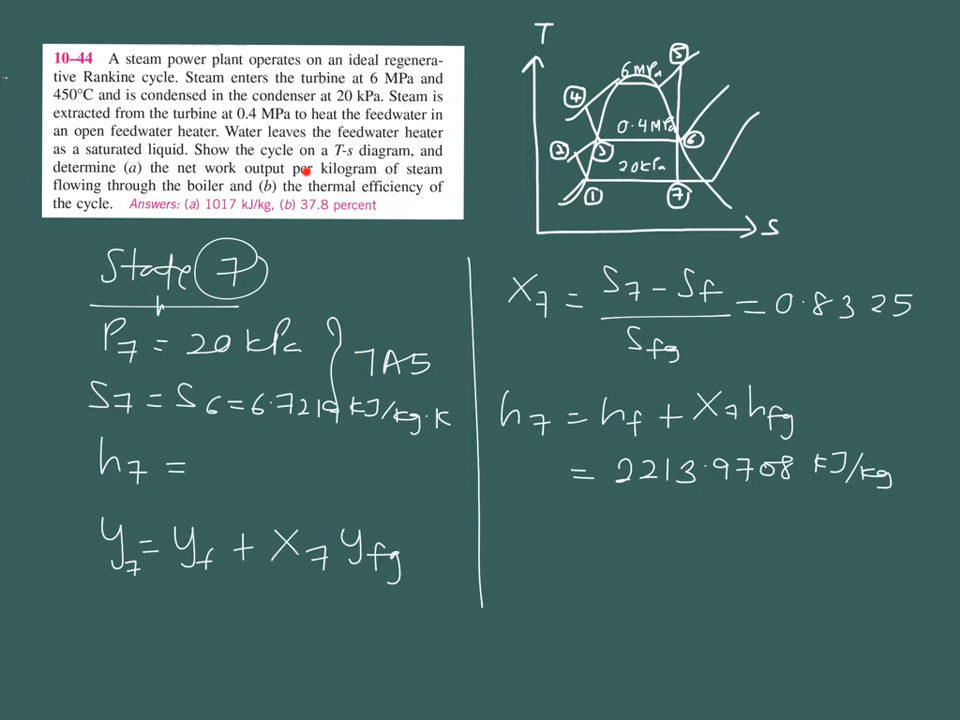 10–44 A steam power plant operates on an ideal regenera-
tive Rankine cycle. Steam enters the turbine at 6 MPa and
450°C and is condensed in the condenser at 20 kPa. Steam is
extracted from the turbine at 0.4 MPa to heat the feedwater in
an open feedwater heater. Water leaves the feedwater heater
as a saturated liquid. Show the cycle on a T-s diagram, and
determine (a) the net work output per kilogram of steam
flowing through the boiler and (b) the thermal efficiency of
the cycle. Answers: (a) 1017 kJ/kg, (b) 37.8 percent
T
5
6 MPa
4
0.4 MPa
2
3
6
20kPa
1
7
S
State 7
P7 = 20 kPa
TA5
S7 = S6 = 6.7219 kJ/kg·K
h7 =
y7 = yf + x7 yfg
x7 = S7 - Sf / Sfg = 0.8325
h7 = hf + x7 hfg
= 2213.9708 kJ/kg